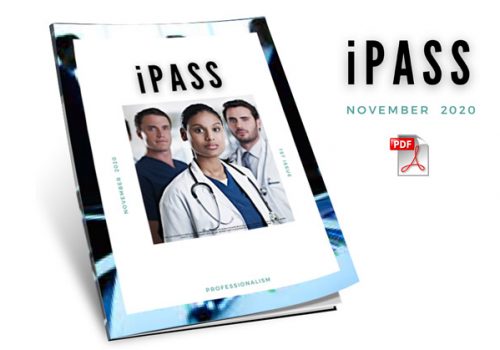 iPASS
NOVEMBER 2020
1ST ISSUE
PROFESSIONALISM
iPASS
NOVEMBER 2020
PDF